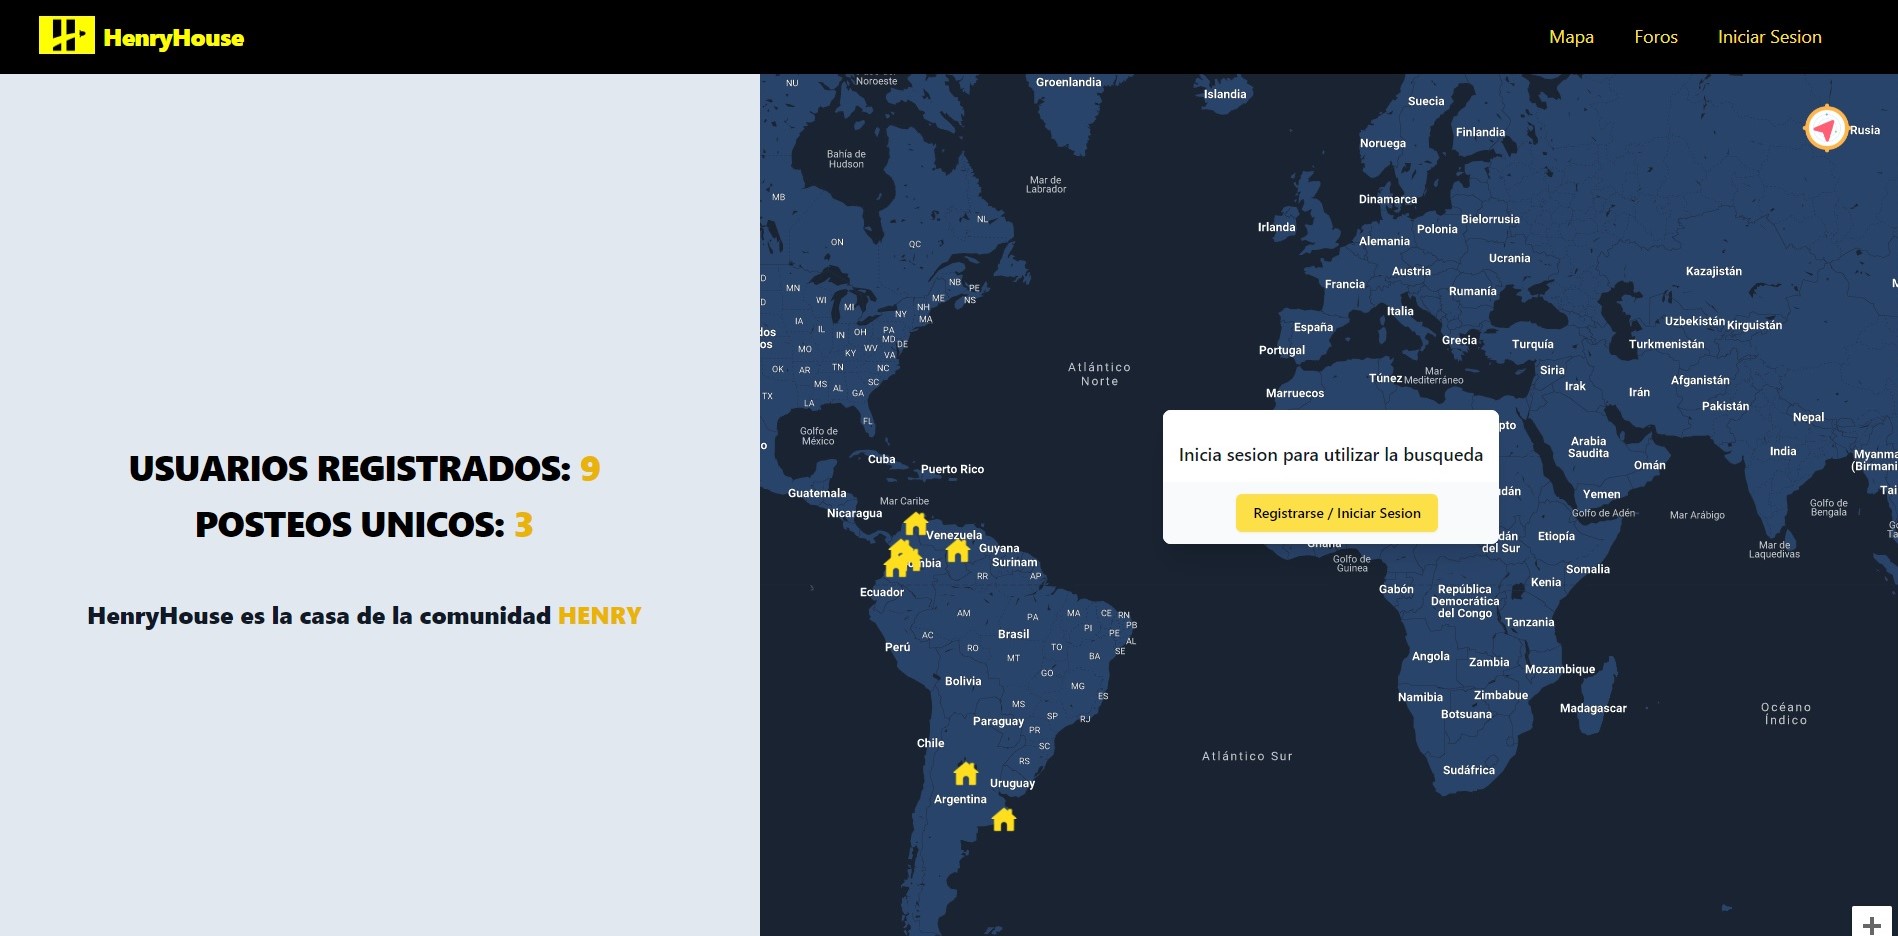 HenryHouse
Mapa
Foros
Iniciar Sesion
USUARIOS REGISTRADOS: 9
POSTEOS UNICOS: 3
HenryHouse es la casa de la comunidad HENRY
NU
Noroeste
Groenlandia
Islandia
Suecia
Finlandia
Noruega
Rusia
Bahía de
Hudson
Mar de
Labrador
MB
Dinamarca
NL
Irlanda
Bielorrusia
Polonia
Alemania
ON
QC
Ucrania
Austria
Kazajistán
Francia
Rumanía
MN
NB
PE
WI
MI
ME
NS
NH
NY
MA
Italia
IA
IL
IN
OH
PA
MD
DE
España
Uzbekistán
Kirguistán
Portugal
Grecia
Turquía
Turkmenistán
MO
KY
WV
VA
OK
AR
TN
NC
Atlántico
Norte
Túnez
Mar
Mediterráneo
Siria
Irak
Irán
Afganistán
MS
AL
SC
GA
TX
LA
Marruecos
Pakistán
FL
Nepal
Golfo de
México
Arabia
Saudita
India
Inicia sesion para utilizar la busqueda
Registrarse / Iniciar Sesion
Cuba
Puerto Rico
Omán
Guatemala
Mar Caribe
Nicaragua
Yemen
Golfo de Adén
Mar Arábigo
Golfo de
Bengala
Venezuela
Guyana
Surinam
del Sur
Etiopía
Mar de
Laquedivas
Golfo de
Guinea
RR
AP
Somalia
Ecuador
Gabón
República
Democrática
del Congo
Kenia
AM
PA
MA
CE
RN
PB
Tanzania
AC
Brasil
PI
PE
AL
Perú
RO
TO
SE
MT
BA
Angola
Zambia
Mozambique
Bolivia
GO
MG
ES
Namibia
Zimbabue
Botsuana
Madagascar
MS
SP
RJ
Paraguay
PR
Océano
Índico
Chile
SC
Atlántico Sur
RS
Sudáfrica
Uruguay
Argentina